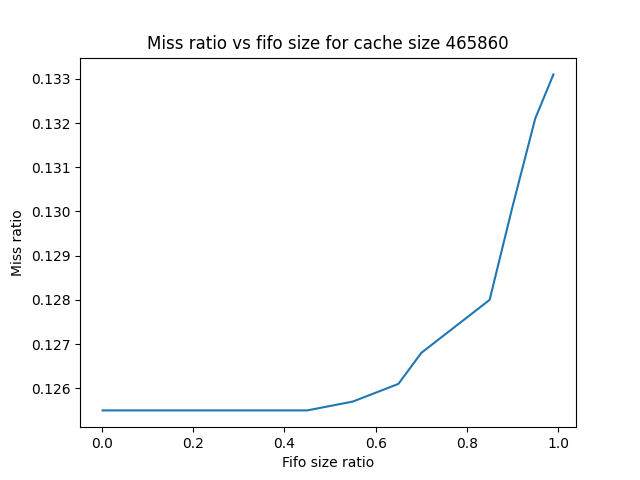 Miss ratio vs fifo size for cache size 465860
0.133
0.132
0.131
0.130
0.129
0.128
0.127
0.126
Miss ratio
0.0 0.2 0.4 0.6 0.8 1.0
Fifo size ratio